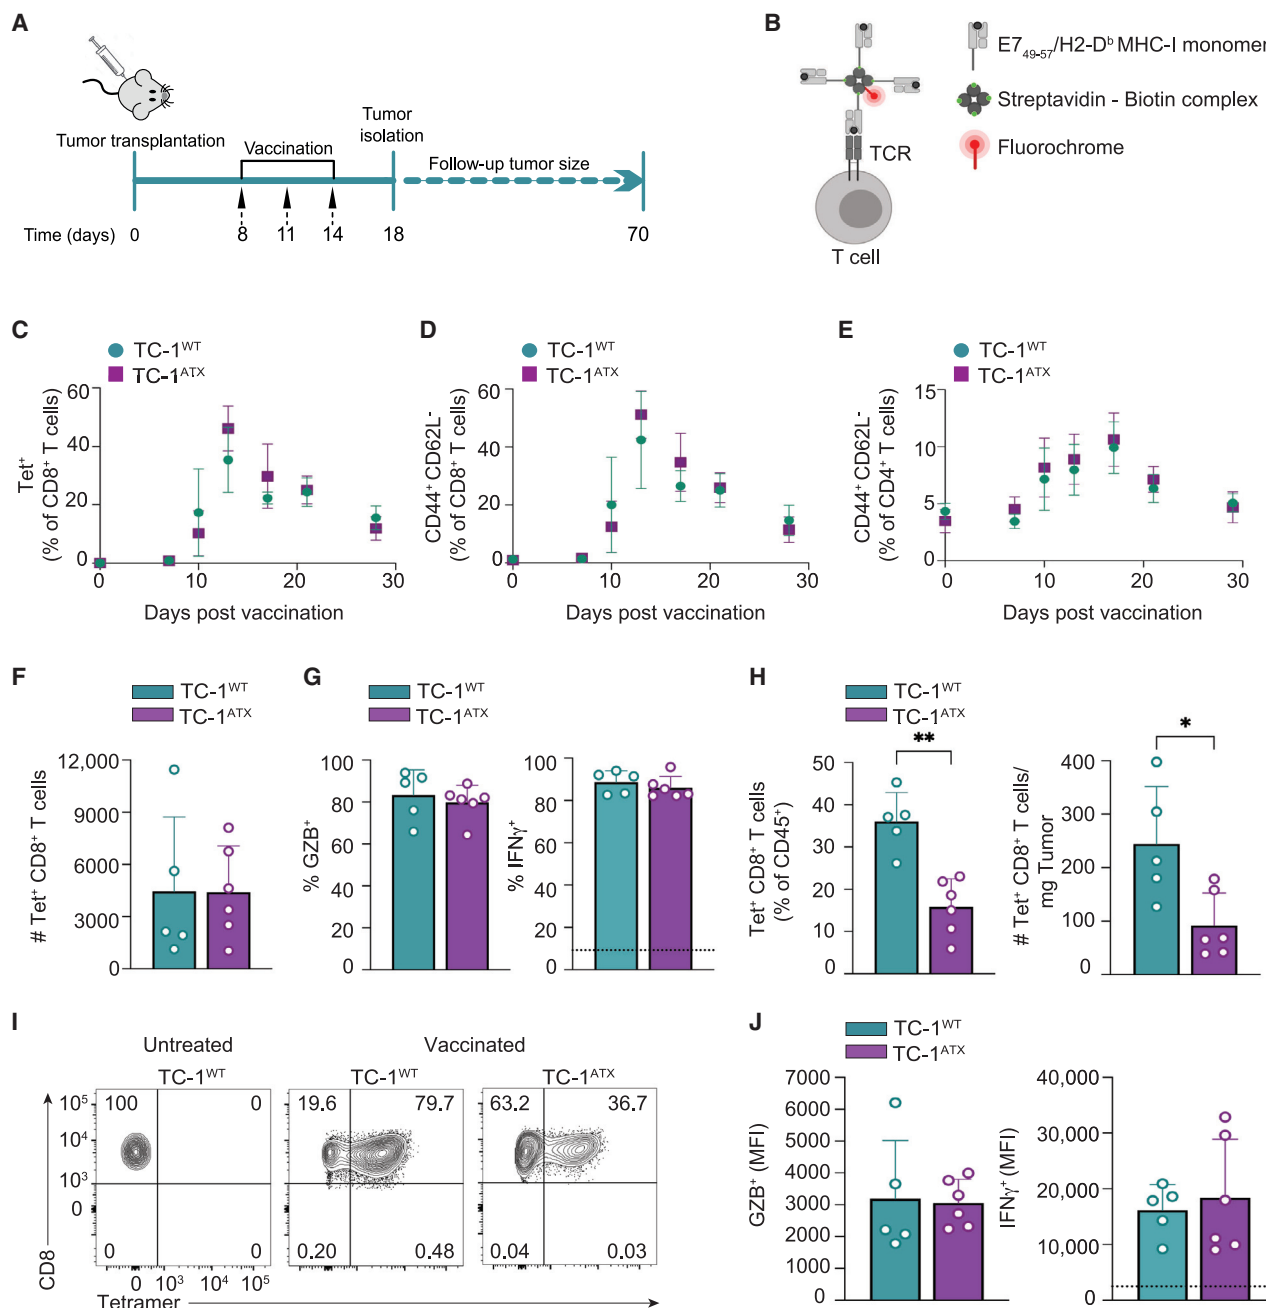 A
Tumor transplantation
Vaccination
Tumor
isolation
Follow-up tumor size
Time (days) 0 8 11 14 18 70
B
TCR
T cell
E7₄₉₋₅₇/H2-Dᵇ MHC-I monomer
Streptavidin - Biotin complex
Fluorochrome
C
TC-1ᵂᵀ
TC-1ᴬᵀˣ
Tet⁺
(% of CD8⁺ T cells)
60
40
20
0
0 10 20 30
Days post vaccination
D
TC-1ᵂᵀ
TC-1ᴬᵀˣ
CD44⁺ CD62L-
(% of CD8⁺ T cells)
60
40
20
0
0 10 20 30
Days post vaccination
E
TC-1ᵂᵀ
TC-1ᴬᵀˣ
CD44⁺ CD62L-
(% of CD4⁺ T cells)
15
10
5
0
0 10 20 30
Days post vaccination
F
TC-1ᵂᵀ
TC-1ᴬᵀˣ
# Tet⁺ CD8⁺ T cells
12,000
9000
6000
3000
0
G
TC-1ᵂᵀ
TC-1ᴬᵀˣ
% GZB⁺
100
80
60
40
20
0
% IFNγ⁺
100
80
60
40
20
0
H
TC-1ᵂᵀ
TC-1ᴬᵀˣ
Tet⁺ CD8⁺ T cells
(% of CD45⁺)
50
40
30
20
10
0
**
# Tet⁺ CD8⁺ T cells/
mg Tumor
400
300
200
100
0
*
I
Untreated
Vaccinated
TC-1ᵂᵀ
TC-1ᵂᵀ
TC-1ᴬᵀˣ
CD8
10⁵
10⁴
10³
0
100 0
0 0
0 10³ 10⁴ 10⁵
19.6 79.7
0.20 0.48
63.2 36.7
0.04 0.03
Tetramer
J
TC-1ᵂᵀ
TC-1ᴬᵀˣ
GZB⁺ (MFI)
7000
6000
5000
4000
3000
2000
1000
0
IFNγ⁺ (MFI)
40,000
30,000
20,000
10,000
0